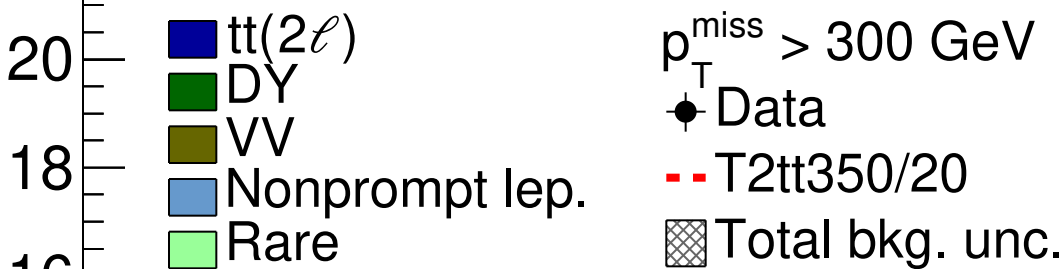 20
18
16
tt(2ℓ)
DY
VV
Nonprompt lep.
Rare
p_T^miss > 300 GeV
Data
T2tt350/20
Total bkg. unc.